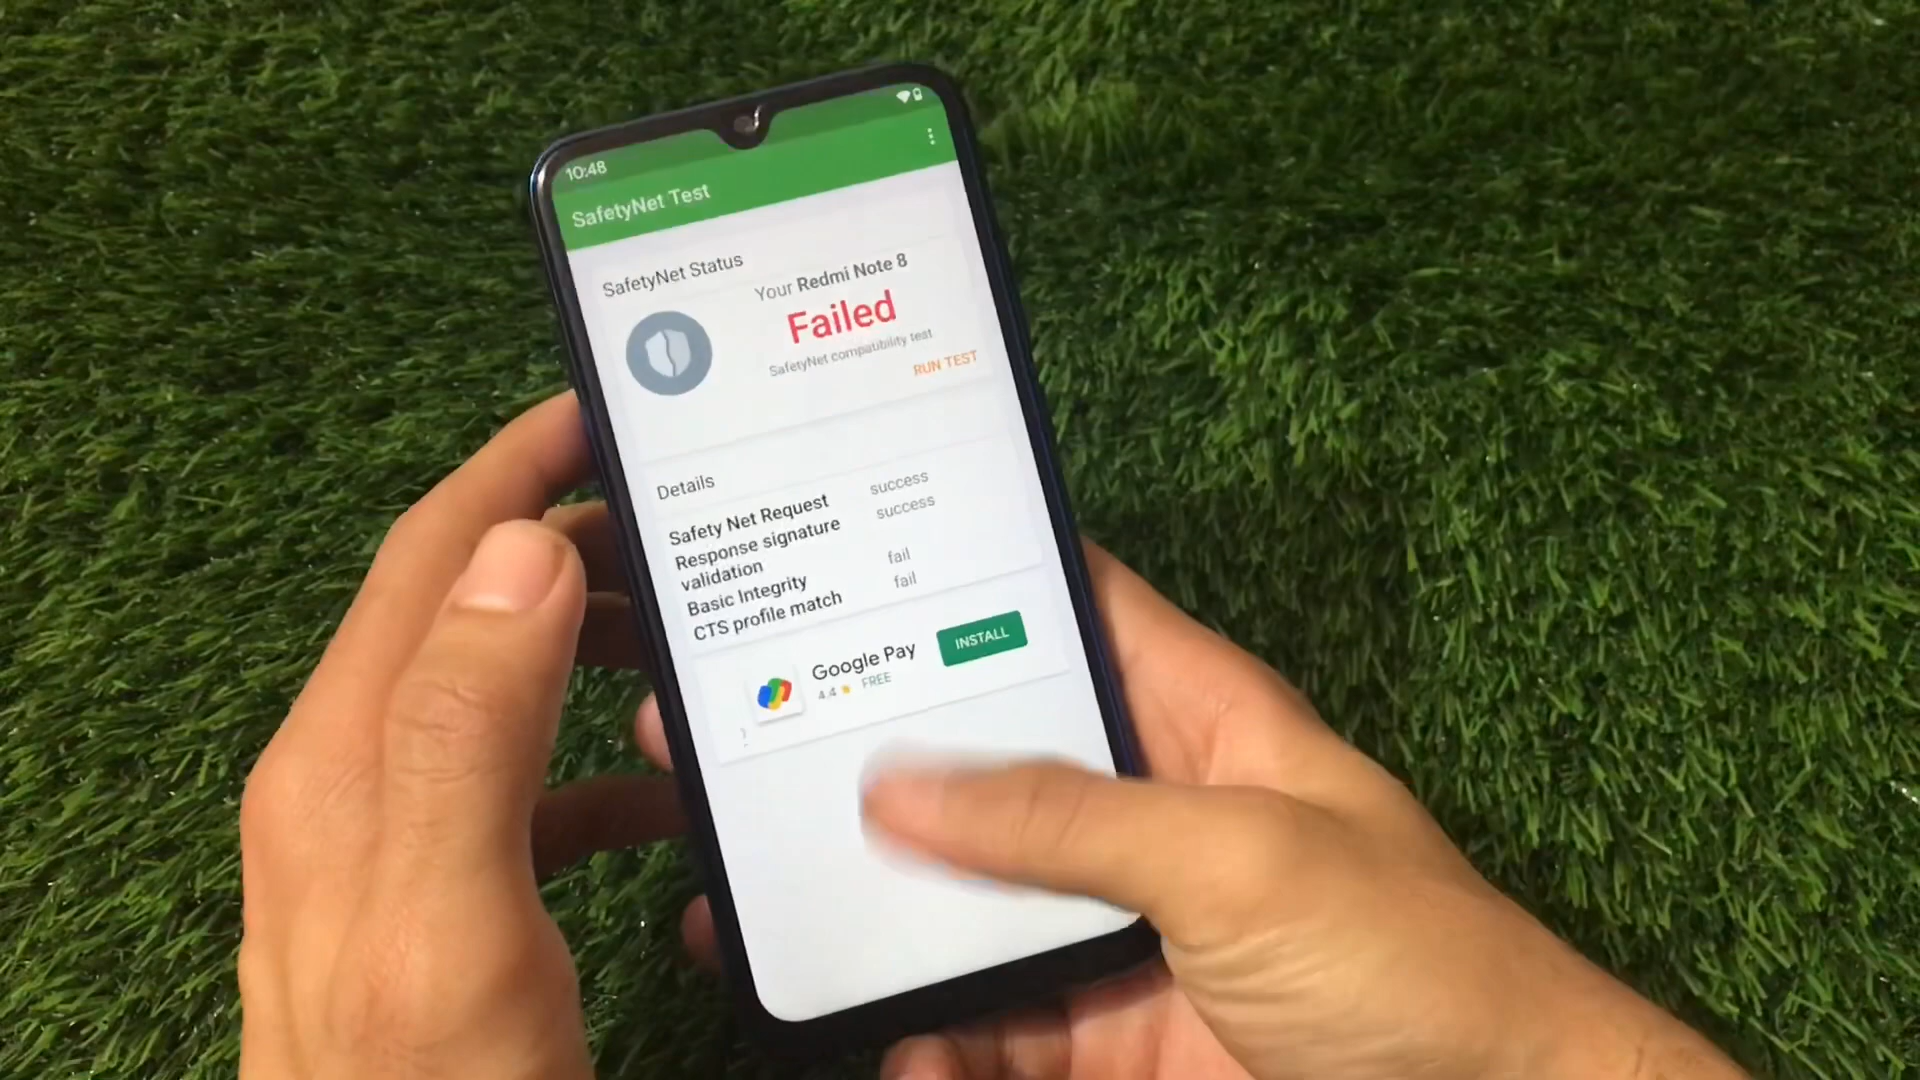 10:48
SafetyNet Test
SafetyNet Status
Your Redmi Note 8
Failed
SafetyNet compatibility test
RUN TEST
Details
Safety Net Request success
Response signature validation success
Basic Integrity fail
CTS profile match fail
Google Pay
4.4 FREE
INSTALL